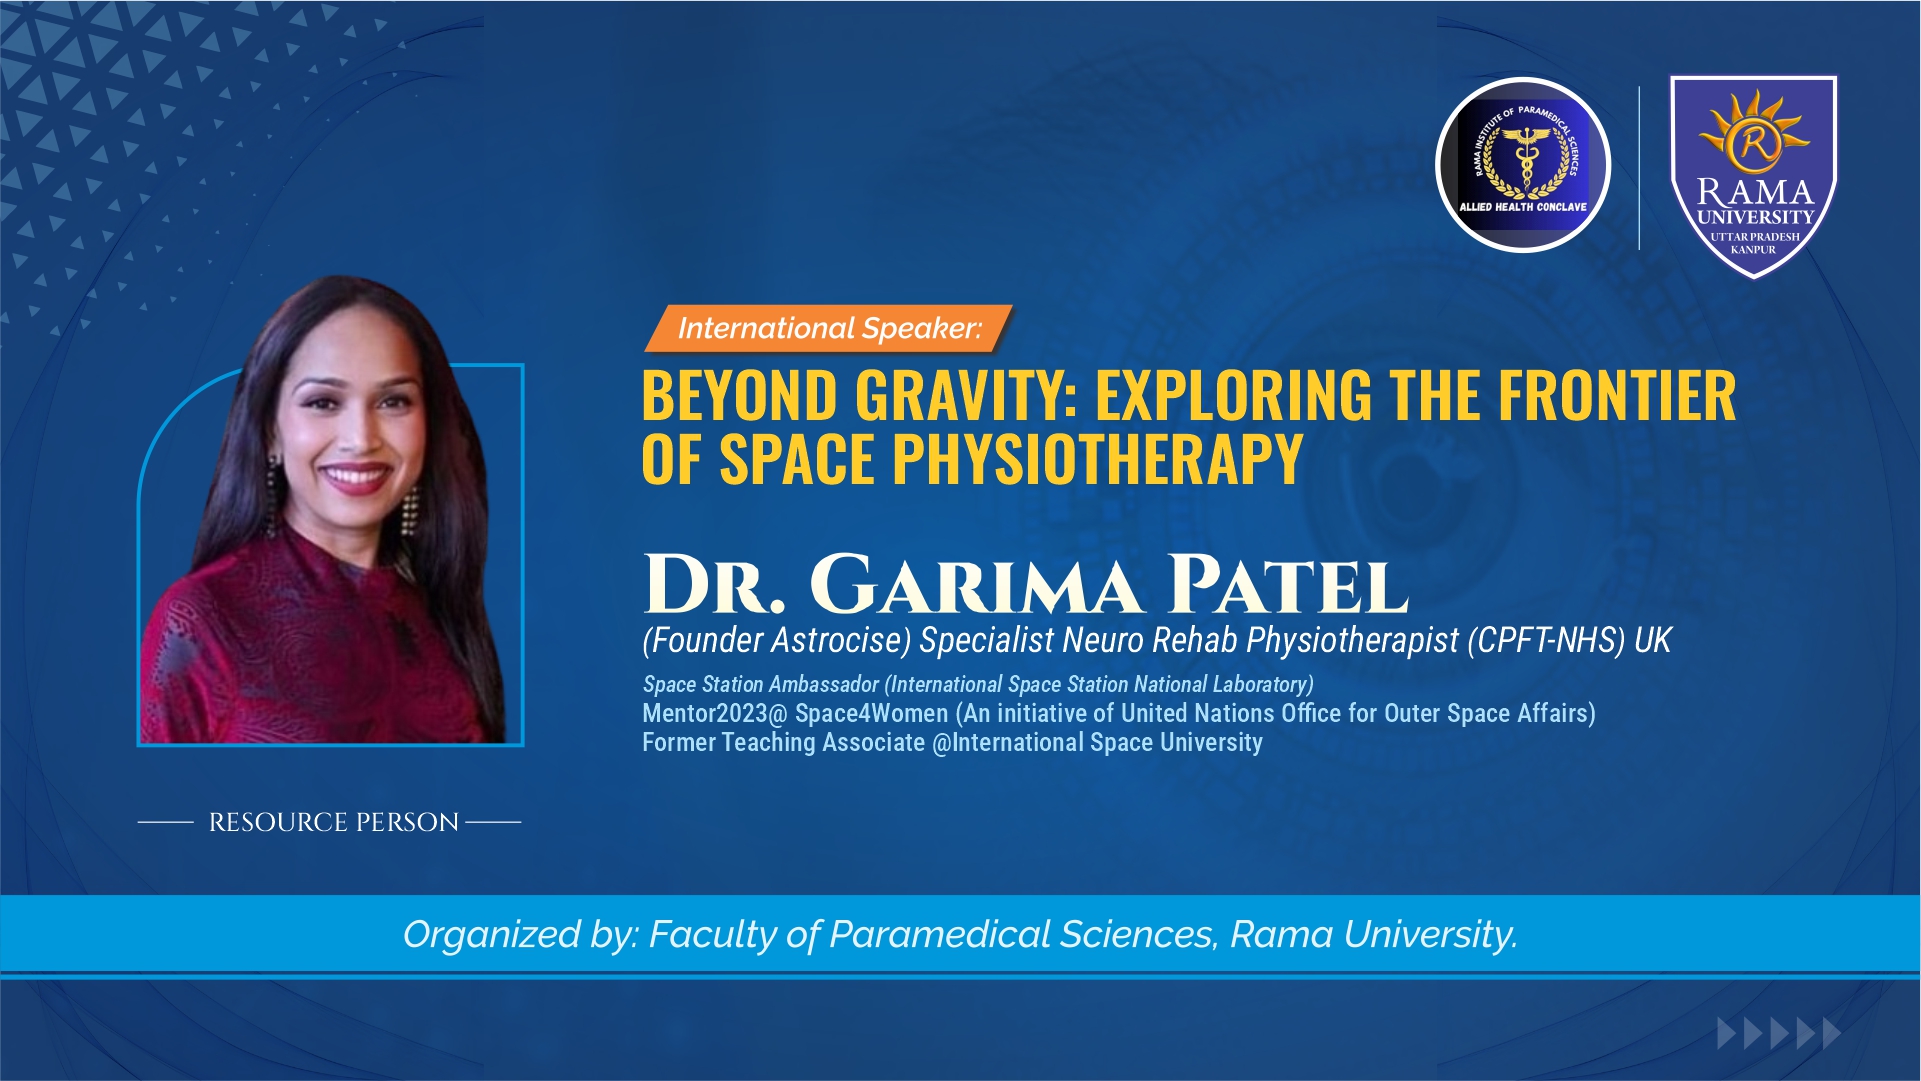 RAMA INSTITUTE OF PARAMEDICAL SCIENCES
ALLIED HEALTH CONCLAVE
R
RAMA
UNIVERSITY
UTTAR PRADESH
KANPUR
International Speaker:
BEYOND GRAVITY: EXPLORING THE FRONTIER
OF SPACE PHYSIOTHERAPY
DR. GARIMA PATEL
(Founder Astrocise) Specialist Neuro Rehab Physiotherapist (CPFT-NHS) UK
Space Station Ambassador (International Space Station National Laboratory)
Mentor2023@ Space4Women (An initiative of United Nations Office for Outer Space Affairs)
Former Teaching Associate @International Space University
RESOURCE PERSON
Organized by: Faculty of Paramedical Sciences, Rama University.